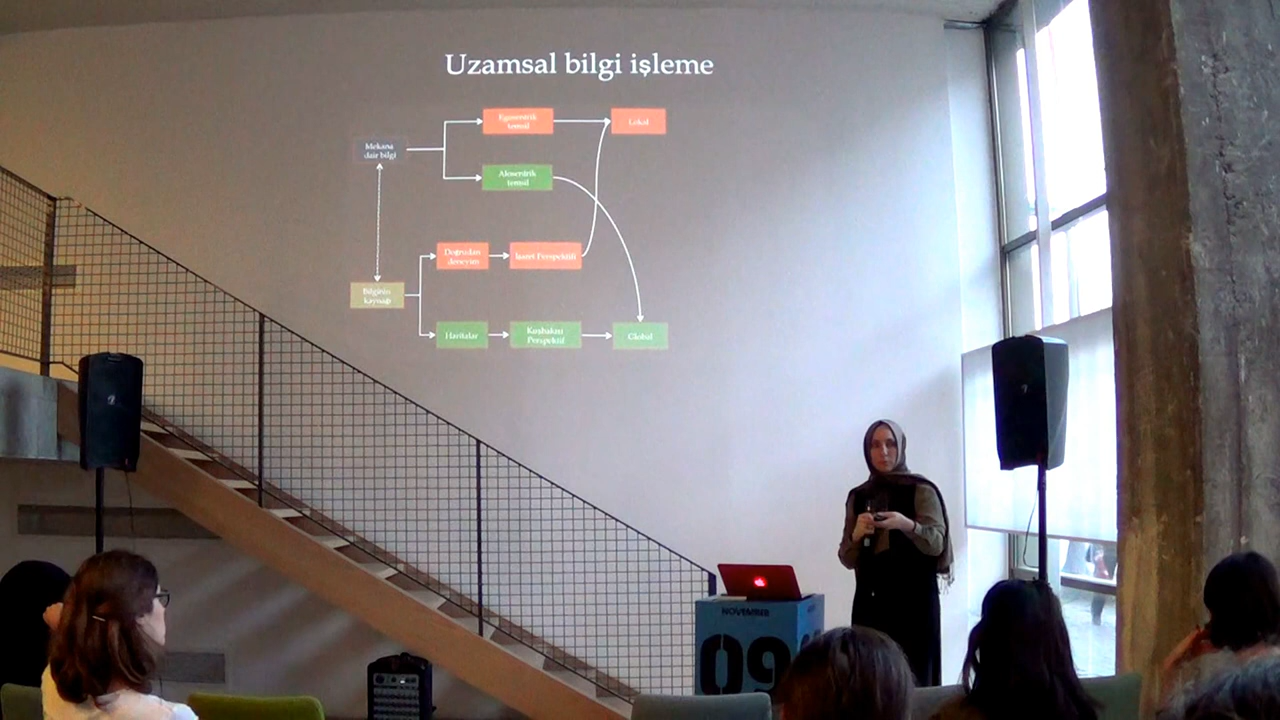 Uzamsal bilgi işleme
Egosentrik
temsil
Lokal
Mekana
dair bilgi
Alosentrik
temsil
Doğrudan
deneyim
İnsani Perspektifi
Bilginin
kaynağı
Haritalar
Kuşbakışı
Perspektif
Global
NOVEMBER
09